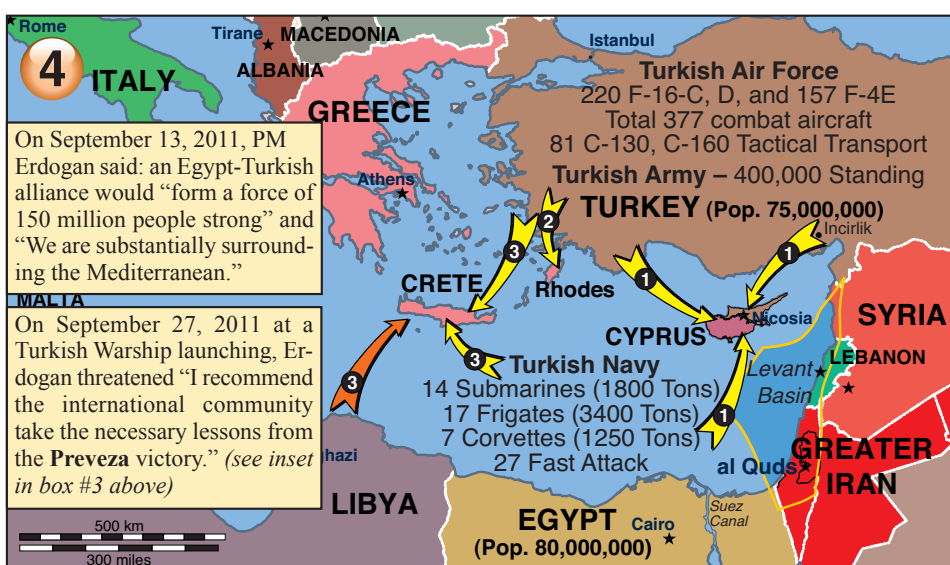 Rome
Tirane
MACEDONIA
ALBANIA
4
ITALY
GREECE
Istanbul
Turkish Air Force
220 F-16-C, D, and 157 F-4E
Total 377 combat aircraft
81 C-130, C-160 Tactical Transport
Turkish Army – 400,000 Standing
TURKEY (Pop. 75,000,000)
Incirlik
On September 13, 2011, PM
Erdogan said: an Egypt-Turkish
alliance would “form a force of
150 million people strong” and
“We are substantially surround-
ing the Mediterranean.”
Athens
2
3
1
1
MALTA
CRETE
Rhodes
CYPRUS
Nicosia
SYRIA
On September 27, 2011 at a
Turkish Warship launching, Er-
dogan threatened “I recommend
the international community
take the necessary lessons from
the Preveza victory.” (see inset
in box #3 above)
3
3
1
Turkish Navy
14 Submarines (1800 Tons)
17 Frigates (3400 Tons)
7 Corvettes (1250 Tons)
27 Fast Attack
Levant
Basin
LEBANON
al Quds
GREATER
IRAN
ghazi
LIBYA
EGYPT
(Pop. 80,000,000)
Cairo
Suez
Canal
500 km
300 miles